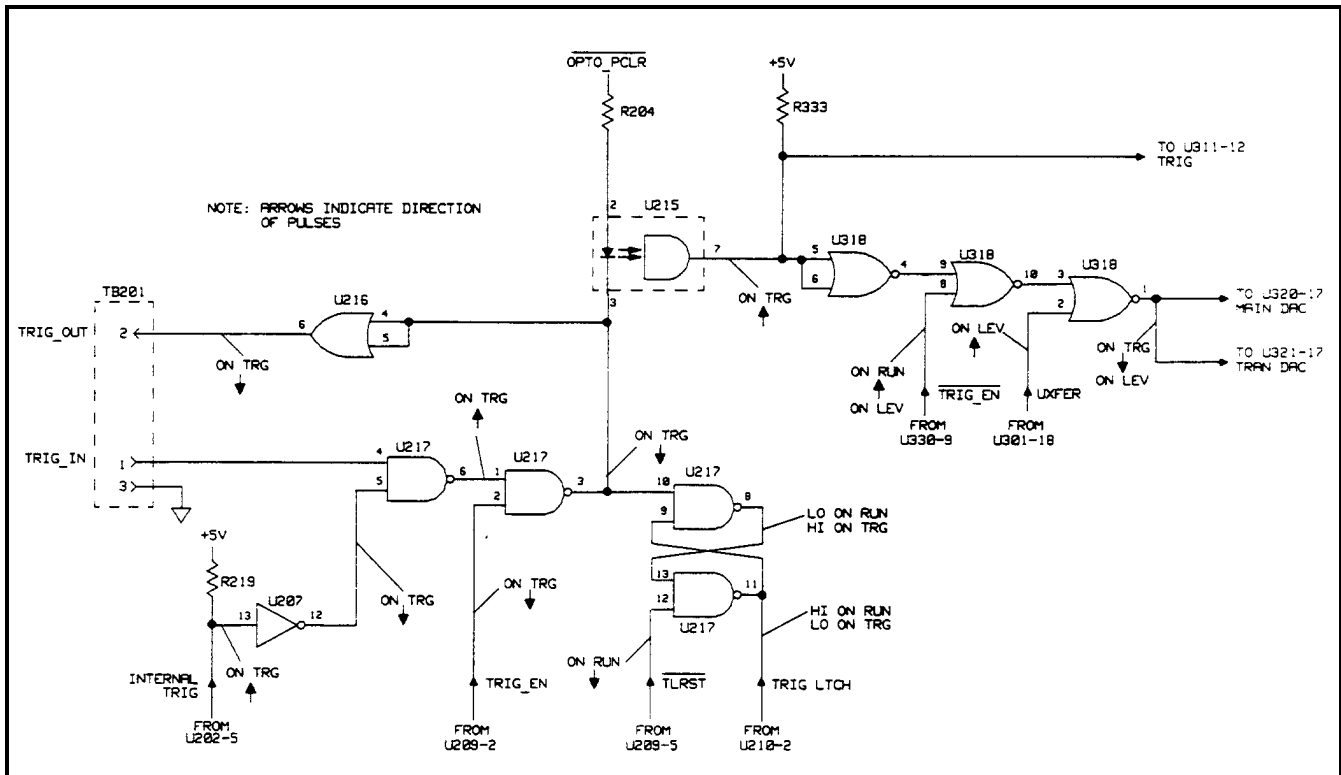 OPTO_PCLR
+5V
R204
R333
TO U311-12
TRIG
NOTE: ARROWS INDICATE DIRECTION
OF PULSES
2
U215
7
ON TRG
3
5
6
U318
4
9
8
U318
10
3
2
U318
1
TO U320-17
MAIN DAC
ON TRG
ON LEV
TO U321-17
TRAN DAC
ON LEV
ON RUN
ON LEV
TRIG_EN
UXFER
FROM
U330-9
FROM
U301-18
TB201
TRIG_OUT
2
U216
6
4
5
ON TRG
TRIG_IN
1
3
ON TRG
U217
4
5
6
U217
1
2
3
ON TRG
U217
10
9
8
LO ON RUN
HI ON TRG
13
12
11
U217
HI ON RUN
LO ON TRG
+5V
R219
U207
13
12
ON TRG
ON TRG
ON TRG
ON RUN
INTERNAL
TRIG
TRIG_EN
TLRST
TRIG LTCH
FROM
U202-5
FROM
U209-2
FROM
U209-5
FROM
U210-2